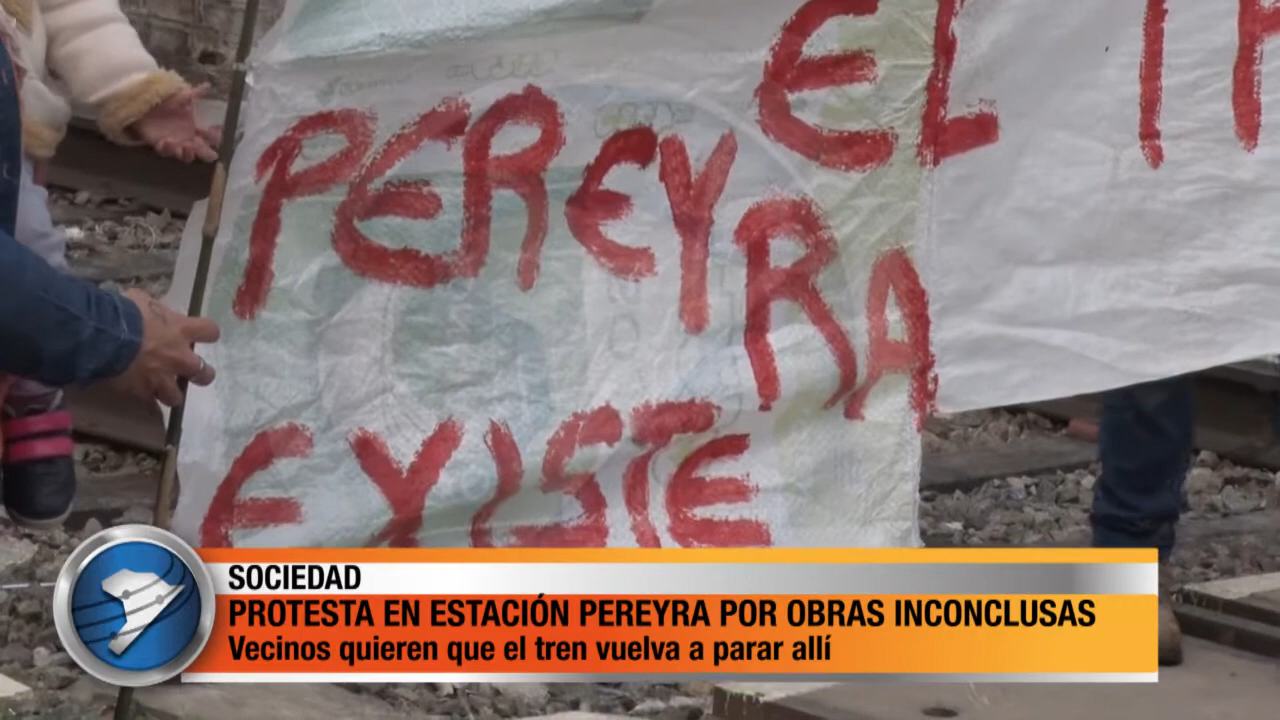 EL
PEREYRA
EXISTE
SOCIEDAD
PROTESTA EN ESTACIÓN PEREYRA POR OBRAS INCONCLUSAS
Vecinos quieren que el tren vuelva a parar allí